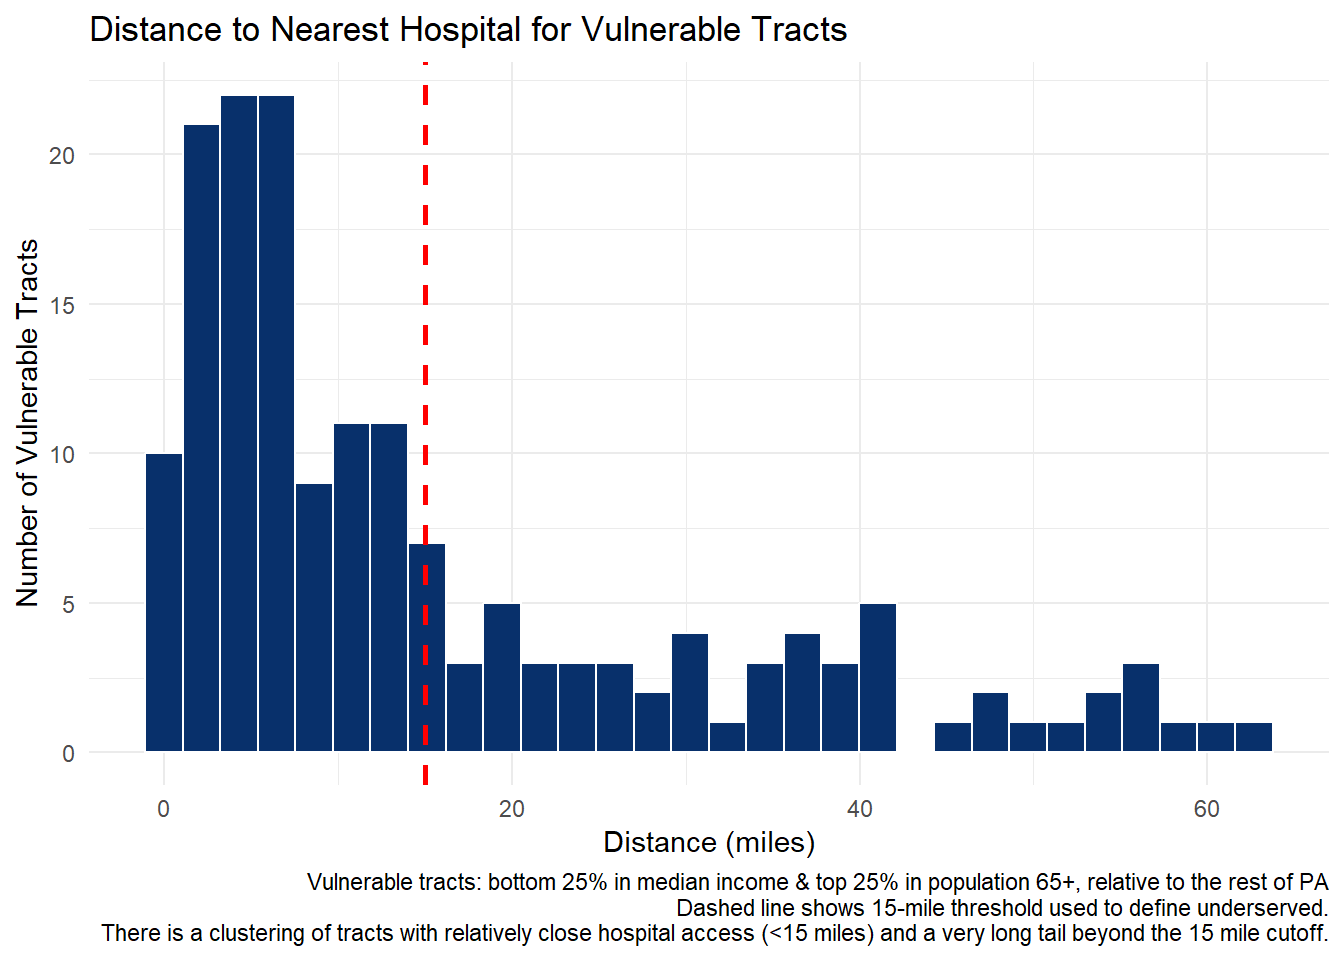 Distance to Nearest Hospital for Vulnerable Tracts
Number of Vulnerable Tracts
20
15
10
5
0
0 20 40 60
Distance (miles)
Vulnerable tracts: bottom 25% in median income & top 25% in population 65+, relative to the rest of PA
Dashed line shows 15-mile threshold used to define underserved.
There is a clustering of tracts with relatively close hospital access (<15 miles) and a very long tail beyond the 15 mile cutoff.